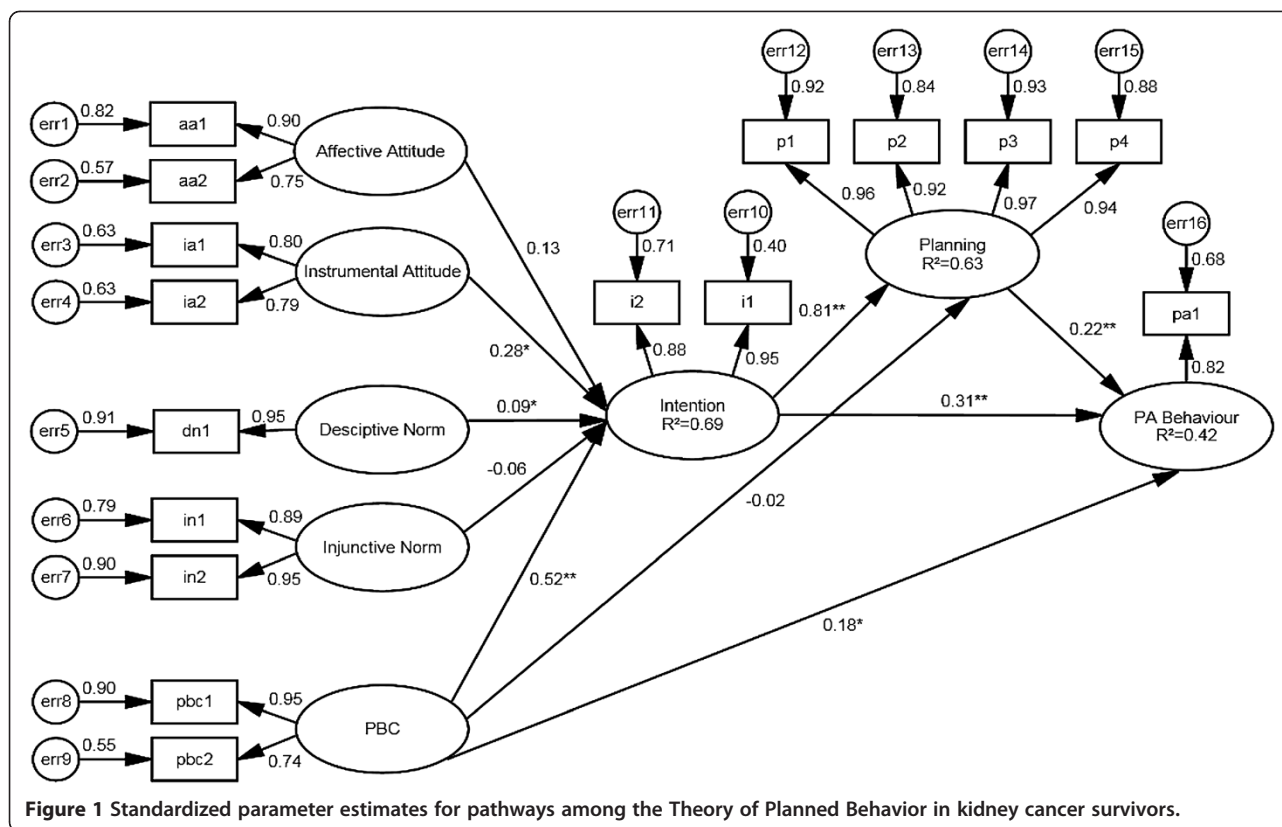 err12
err13
err14
err15
0.92
0.84
0.93
0.88
p1
p2
p3
p4
0.96
0.92
0.97
0.94
Planning
R²=0.63
err1
0.82
aa1
0.90
err2
0.57
aa2
0.75
Affective Attitude
0.13
err3
0.63
ia1
0.80
err4
0.63
ia2
0.79
Instrumental Attitude
0.28*
err11
0.71
i2
0.88
err10
0.40
i1
0.95
0.81**
0.22**
err16
0.68
pa1
0.82
err5
0.91
dn1
0.95
Desciptive Norm
0.09*
Intention
R²=0.69
0.31**
PA Behaviour
R²=0.42
-0.06
-0.02
err6
0.79
in1
0.89
err7
0.90
in2
0.95
Injunctive Norm
0.52**
0.18*
err8
0.90
pbc1
0.95
err9
0.55
pbc2
0.74
PBC
Figure 1 Standardized parameter estimates for pathways among the Theory of Planned Behavior in kidney cancer survivors.